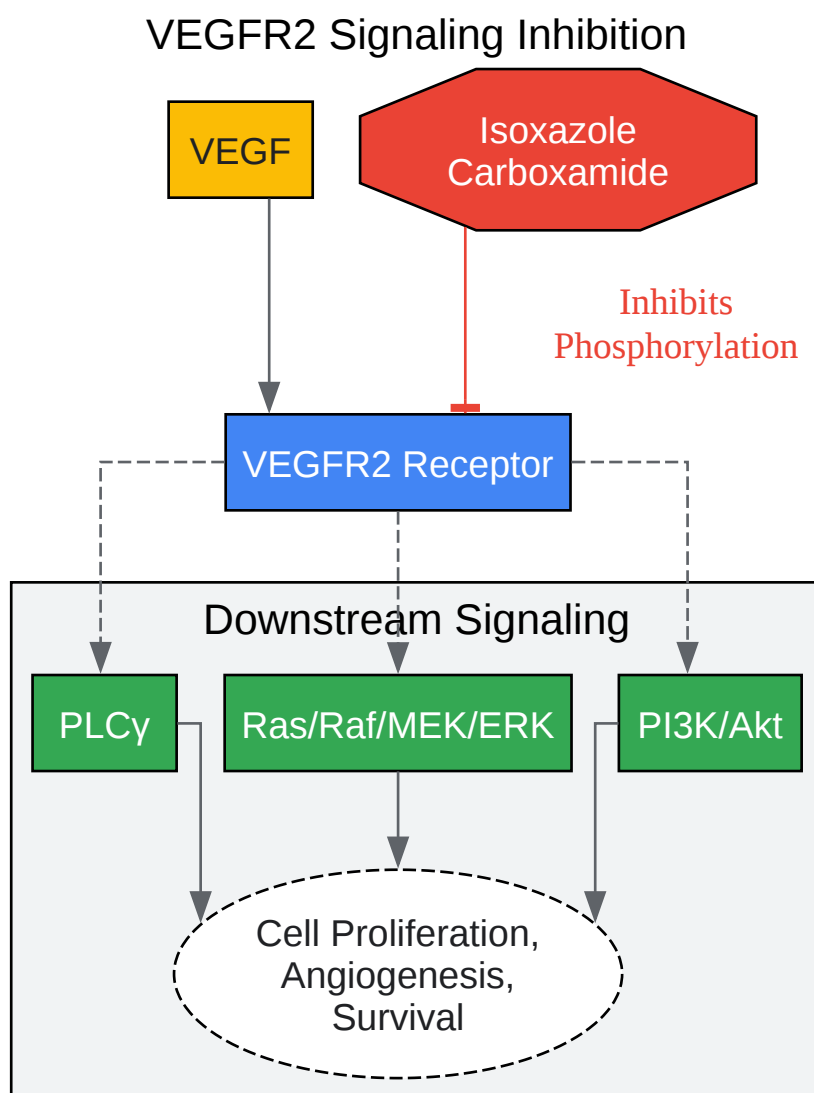 VEGFR2 Signaling Inhibition
VEGF
Isoxazole
Carboxamide
Inhibits
Phosphorylation
VEGFR2 Receptor
Downstream Signaling
PLCγ
Ras/Raf/MEK/ERK
PI3K/Akt
Cell Proliferation,
Angiogenesis,
Survival